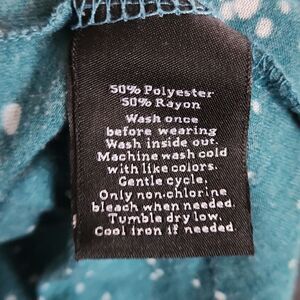 50% Polyester
50% Rayon
Wash once
before wearing
Wash inside out.
Machine wash cold
with like colors.
Gentle cycle.
Only non-chlorine
bleach when needed.
Tumble dry low.
Cool iron if needed